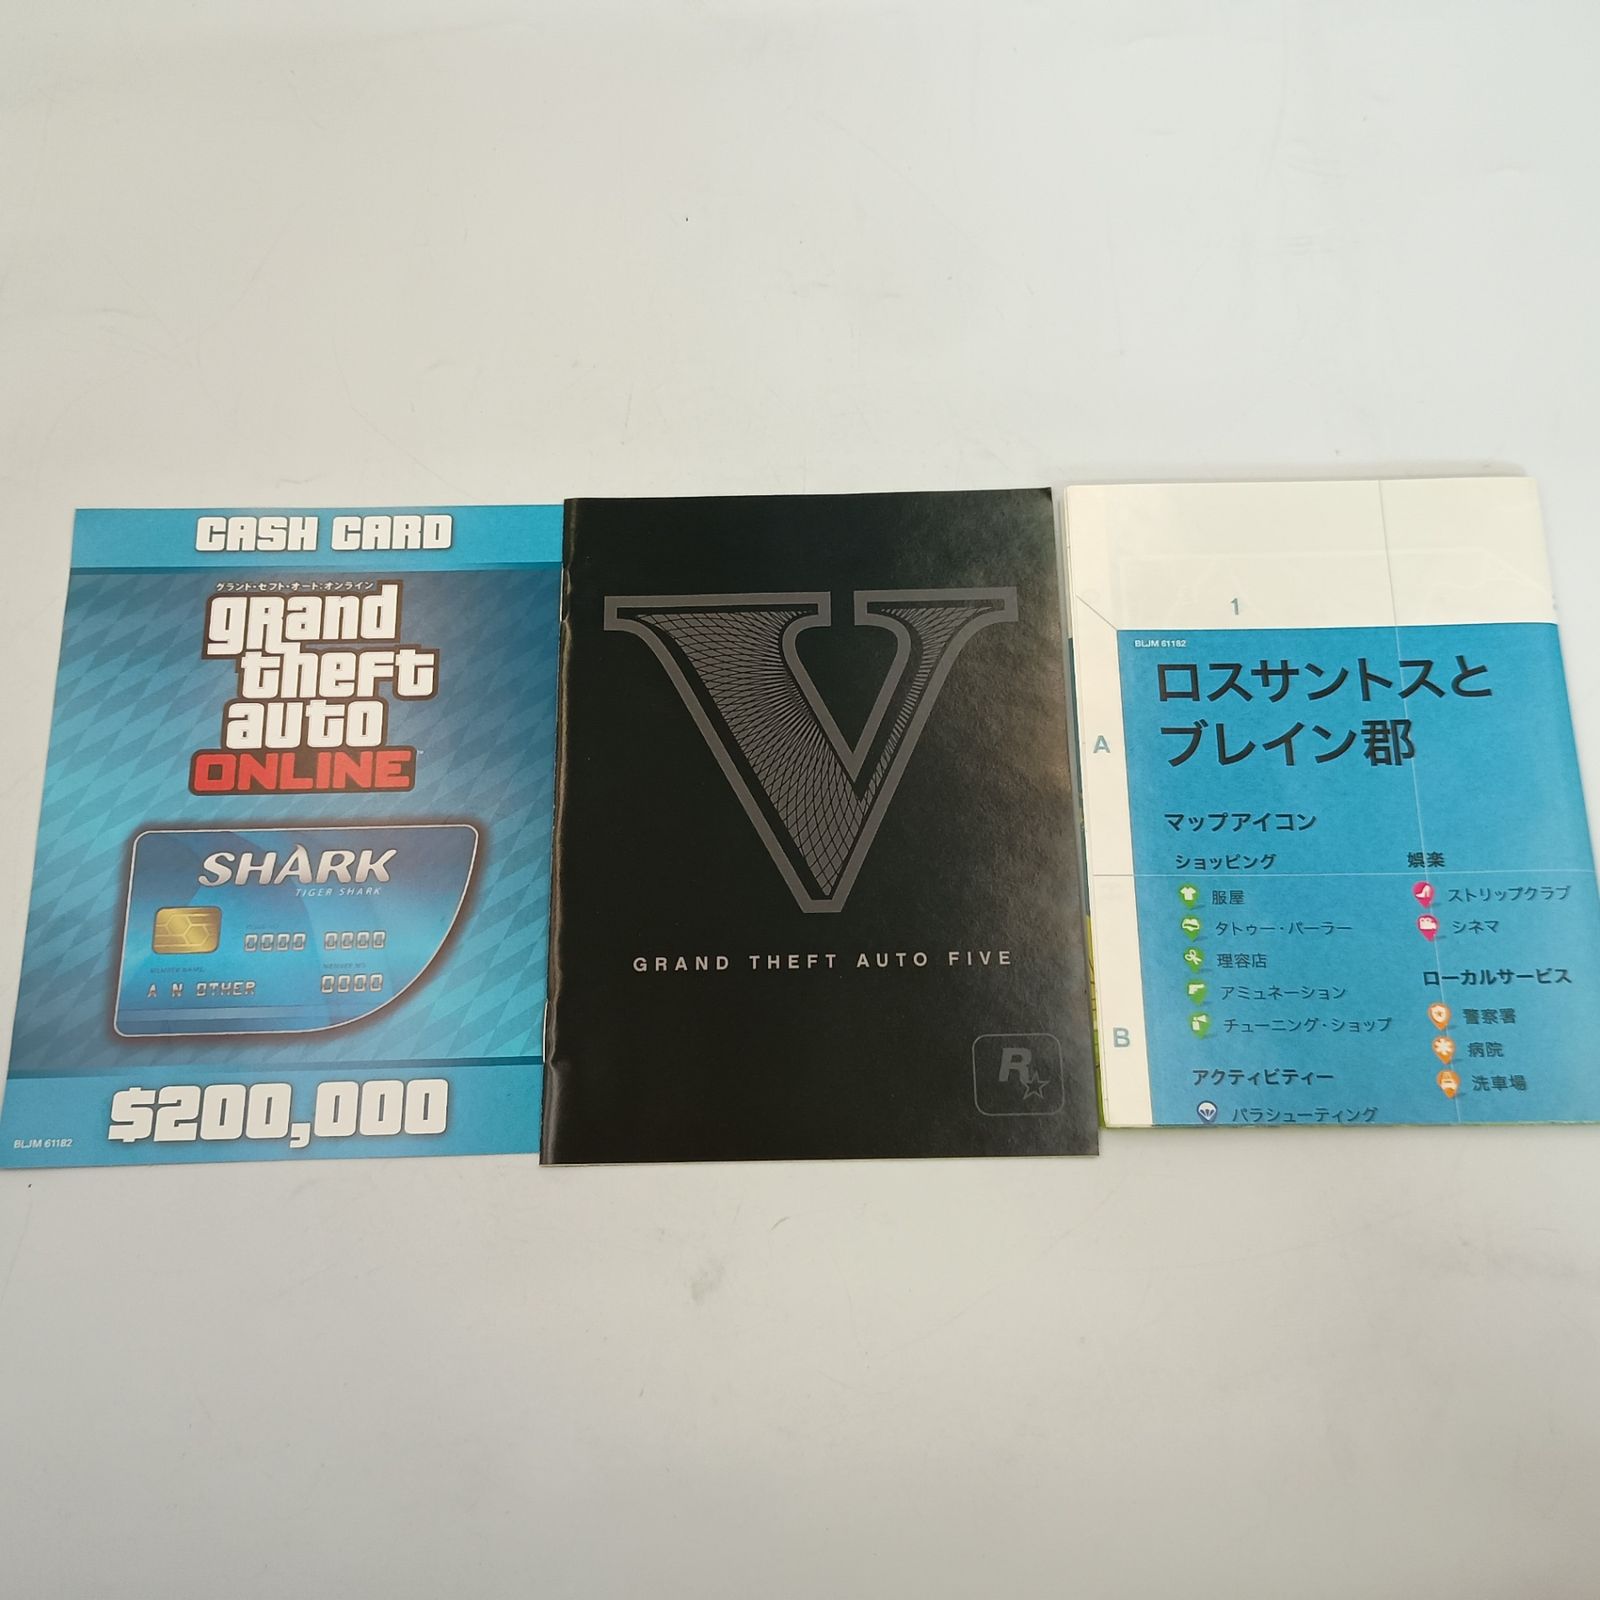 CASH CARD
グランド・セフト・オート:オンライン
grand
theft
auto
ONLINE
SHARK
TIGER SHARK
0000 0000
MEMBER NAME
MEMBER NO.
A N OTHER
0000
$200,000
BLJM 61182
V
GRAND THEFT AUTO FIVE
R
1
A
B
BLJM 61182
ロスサントスと
ブレイン郡
マップアイコン
ショッピング
服屋
タトゥー・パーラー
理容店
アミュネーション
チューニング・ショップ
アクティビティー
パラシューティング
娯楽
ストリップクラブ
シネマ
ローカルサービス
警察署
病院
洗車場